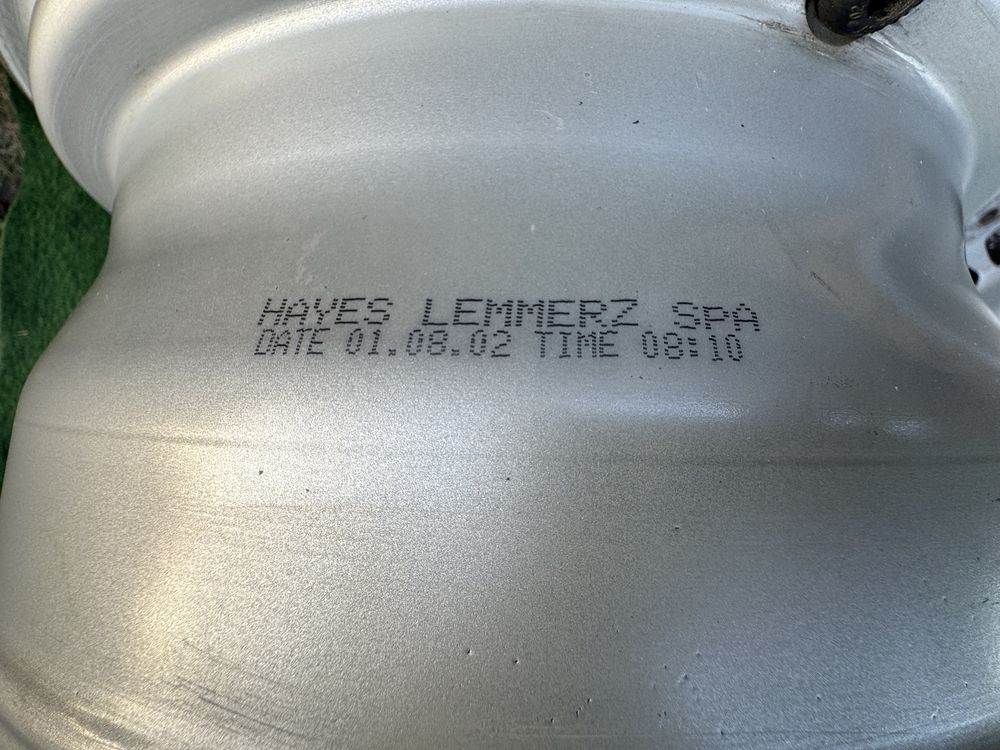 HAYES LEMMERZ SPA
DATE 01.08.02 TIME 08:10